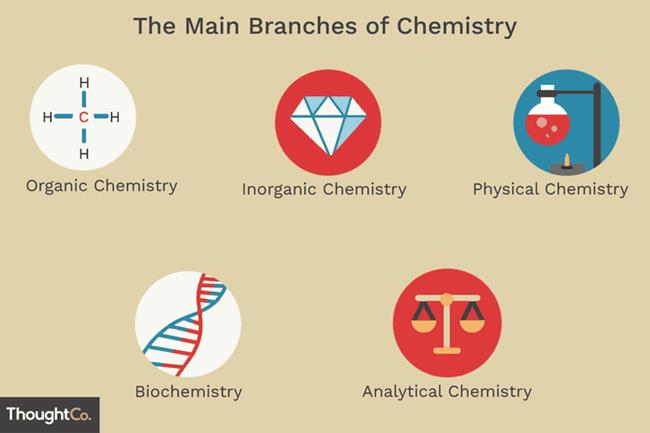 The Main Branches of Chemistry
H
H C H
H
Organic Chemistry
Inorganic Chemistry
Physical Chemistry
Biochemistry
Analytical Chemistry
ThoughtCo.